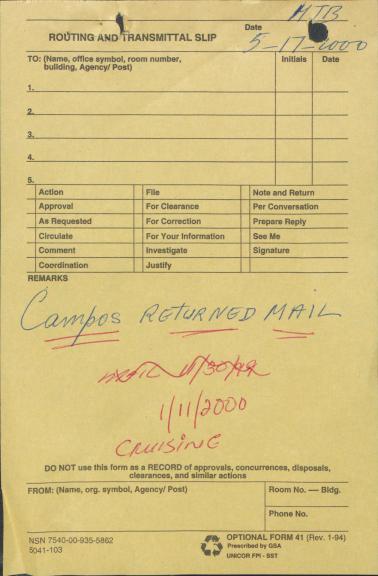 MTB
ROUTING AND TRANSMITTAL SLIP
Date
5-17-2000
TO: (Name, office symbol, room number, building, Agency/ Post)
Initials Date
1.
2.
3.
4.
5.
Action File Note and Return
Approval For Clearance Per Conversation
As Requested For Correction Prepare Reply
Circulate For Your Information See Me
Comment Investigate Signature
Coordination Justify
REMARKS
Campos RETURNED MAIL
11/30/99
1/11/2000
CRUISINE
DO NOT use this form as a RECORD of approvals, concurrences, disposals,
clearances, and similar actions
FROM: (Name, org. symbol, Agency/ Post)
Room No. — Bldg.
Phone No.
NSN 7540-00-935-5862
5041-103
OPTIONAL FORM 41 (Rev. 1-94)
Prescribed by GSA
UNICOR FPI - SST